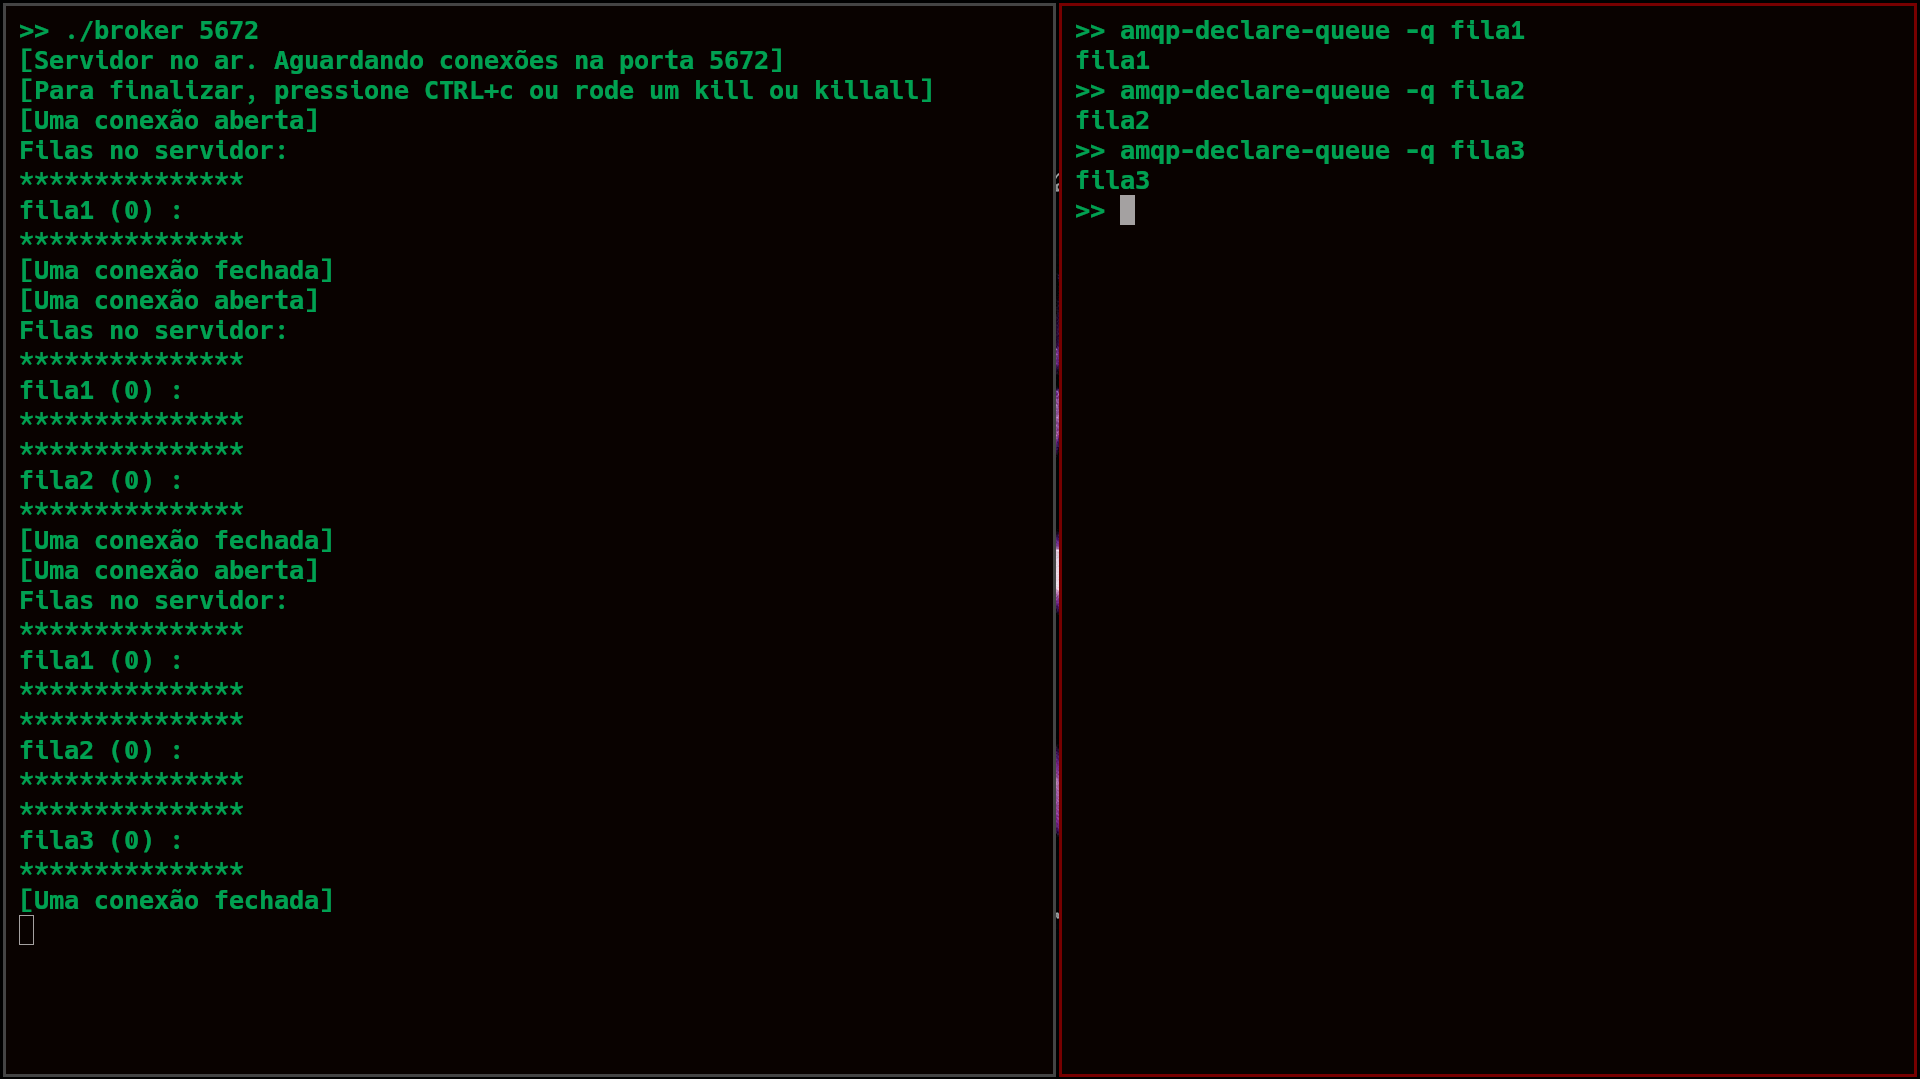 >> ./broker 5672
[Servidor no ar. Aguardando conexões na porta 5672]
[Para finalizar, pressione CTRL+c ou rode um kill ou killall]
[Uma conexão aberta]
Filas no servidor:
***************
fila1 (0) :
***************
[Uma conexão fechada]
[Uma conexão aberta]
Filas no servidor:
***************
fila1 (0) :
***************
***************
fila2 (0) :
***************
[Uma conexão fechada]
[Uma conexão aberta]
Filas no servidor:
***************
fila1 (0) :
***************
***************
fila2 (0) :
***************
***************
fila3 (0) :
***************
[Uma conexão fechada]
>> amqp-declare-queue -q fila1
fila1
>> amqp-declare-queue -q fila2
fila2
>> amqp-declare-queue -q fila3
fila3
>>